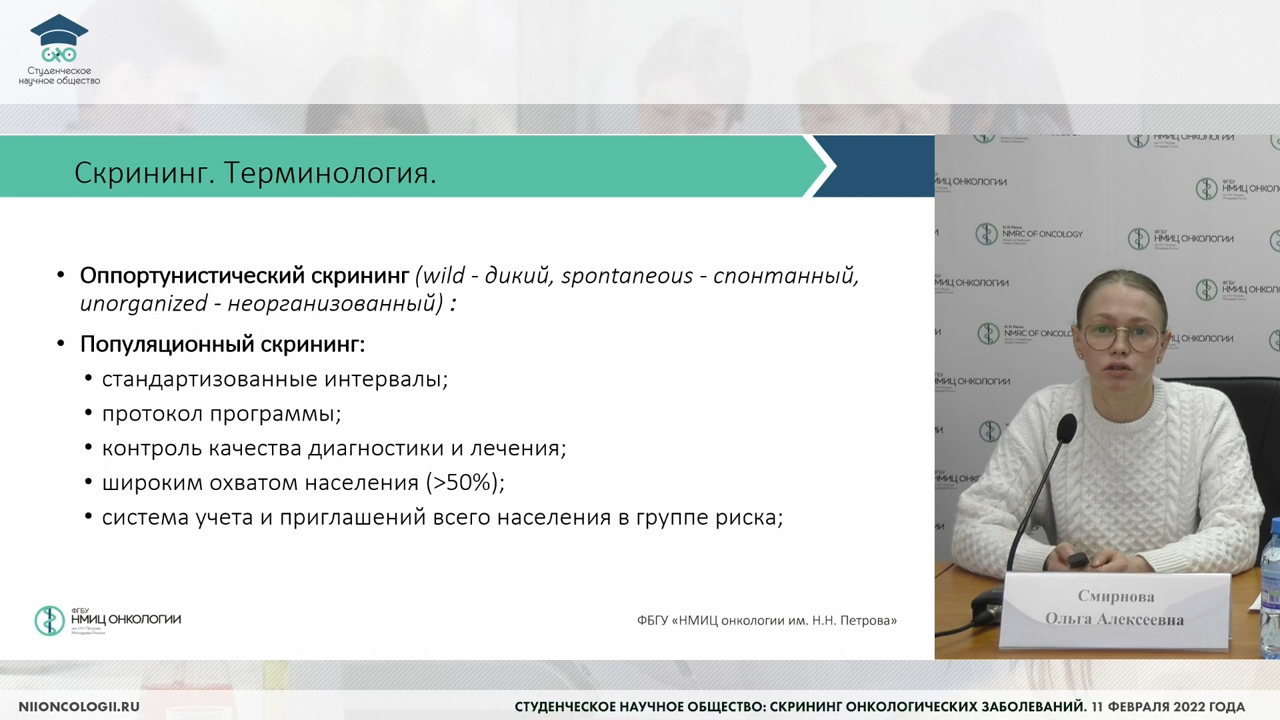 Студенческое
научное общество
Скрининг. Терминология.
• Оппортунистический скрининг (wild - дикий, spontaneous - спонтанный,
unorganized - неорганизованный) :
• Популяционный скрининг:
• стандартизованные интервалы;
• протокол программы;
• контроль качества диагностики и лечения;
• широким охватом населения (>50%);
• система учета и приглашений всего населения в группе риска;
ФГБУ
НМИЦ ОНКОЛОГИИ
ФБГУ «НМИЦ онкологии им. Н.Н. Петрова»
NMRC OF ONCOLOGY
ФГБУ
НМИЦ ОНКОЛОГИИ
Смирнова
Ольга Алексеевна
NIIONCOLOGII.RU
СТУДЕНЧЕСКОЕ НАУЧНОЕ ОБЩЕСТВО: СКРИНИНГ ОНКОЛОГИЧЕСКИХ ЗАБОЛЕВАНИЙ. 11 ФЕВРАЛЯ 2022 ГОДА